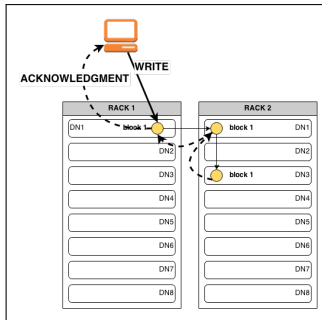 WRITE
ACKNOWLEDGMENT
RACK 1
RACK 2
DN1 block 1
block 1 DN1
DN2
DN2
DN3
block 1 DN3
DN4
DN4
DN5
DN5
DN6
DN6
DN7
DN7
DN8
DN8